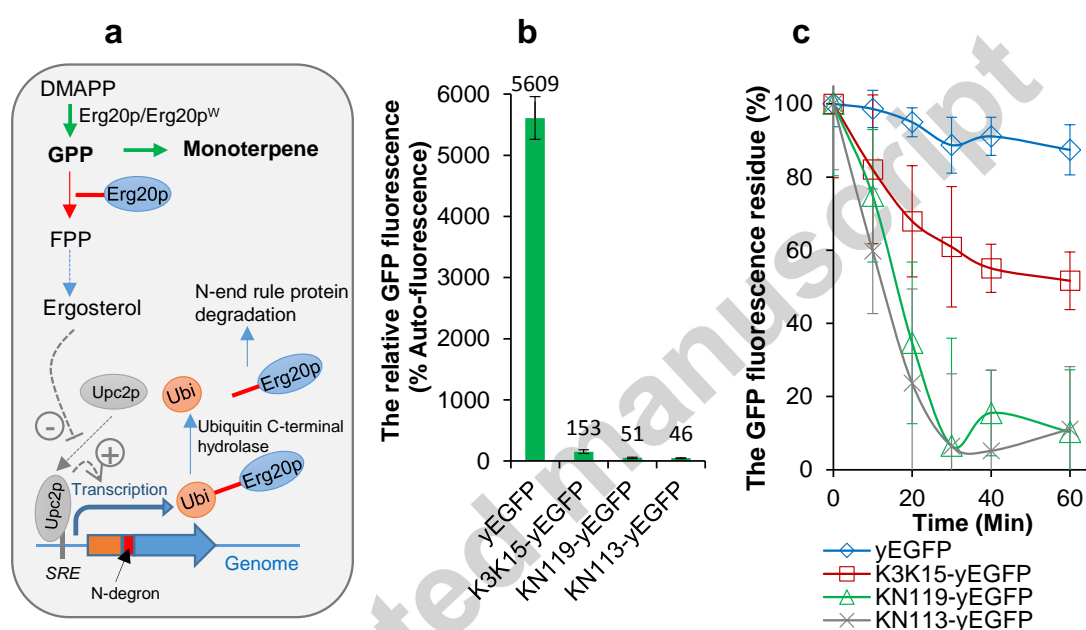 a
DMAPP
Erg20p/Erg20pᵂ
GPP
Monoterpene
Erg20p
FPP
N-end rule protein
degradation
Ergosterol
Erg20p
Upc2p
Ubi
-
Ubiquitin C-terminal
hydrolase
+
Erg20p
Transcription
Ubi
Upc2p
SRE
Genome
N-degron
b
The relative GFP fluorescence
(% Auto-fluorescence)
6000
5000
4000
3000
2000
1000
0
5609
153
51
46
yEGFP
K3K15-yEGFP
KN119-yEGFP
KN113-yEGFP
c
The GFP fluorescence residue (%)
100
80
60
40
20
0
0
20
40
60
Time (Min)
yEGFP
K3K15-yEGFP
KN119-yEGFP
KN113-yEGFP
ted manuscript